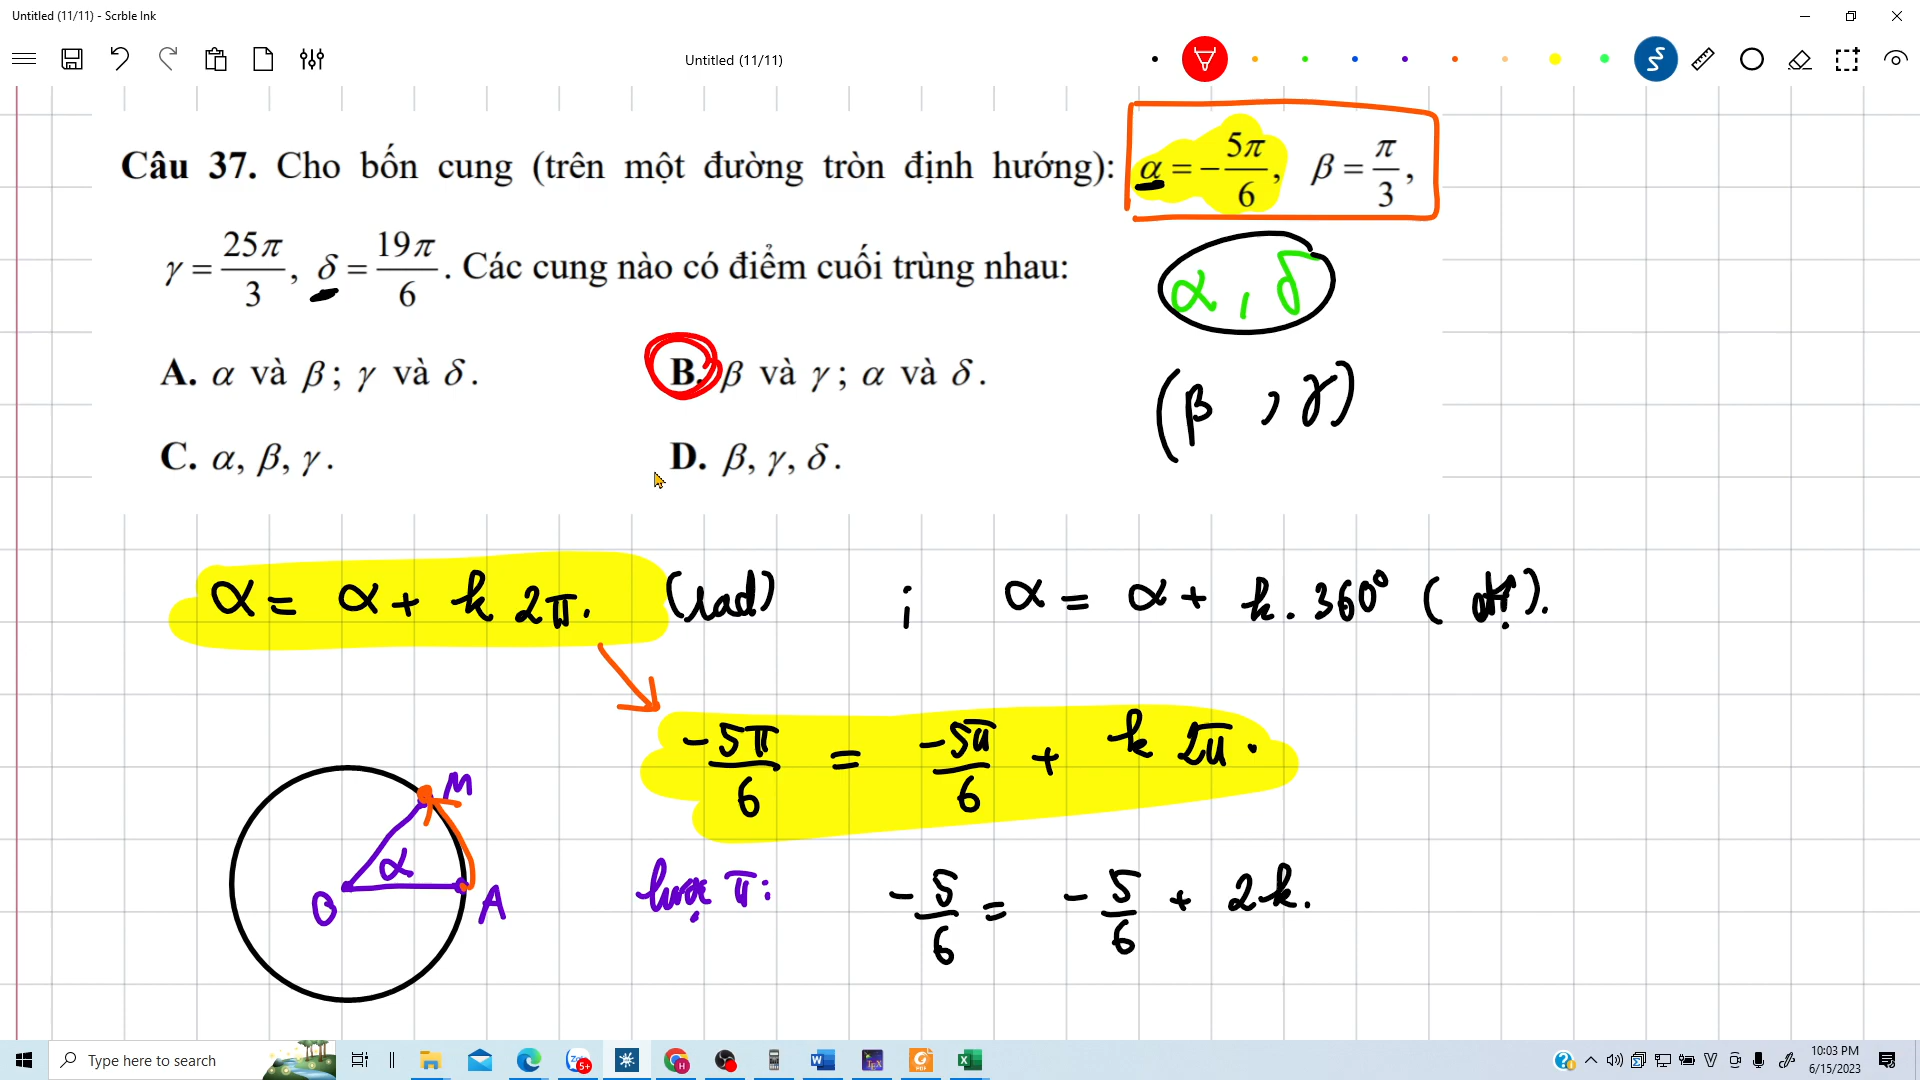 Untitled (11/11) - Scrble Ink
Untitled (11/11)
Câu 37. Cho bốn cung (trên một đường tròn định hướng): α = -5π/6, β = π/3,
γ = 25π/3, δ = 19π/6. Các cung nào có điểm cuối trùng nhau:
α, δ
A. α và β; γ và δ.
B. β và γ; α và δ.
(β, γ)
C. α, β, γ.
D. β, γ, δ.
α = α + k 2π. (rad) ; α = α + k. 360° ( ).
-5π/6 = -5π/6 + k 2π.
M
α
O
A
lược π: -5/6 = -5/6 + 2k.
Type here to search
10:03 PM
6/15/2023